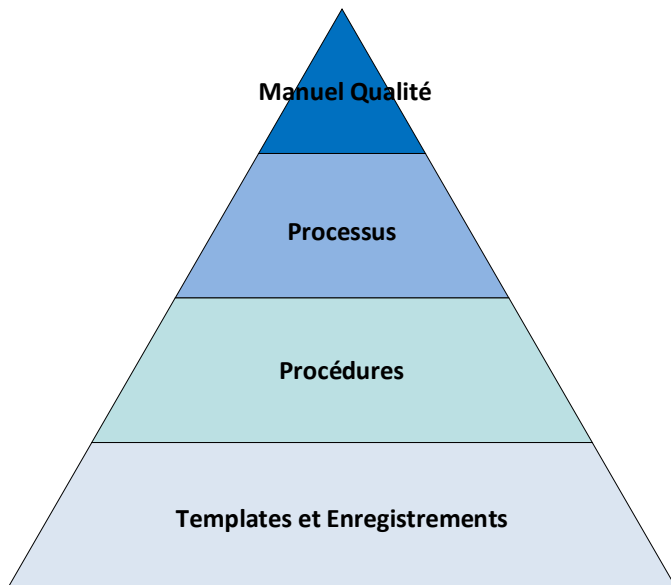 Manuel Qualité
Processus
Procédures
Templates et Enregistrements